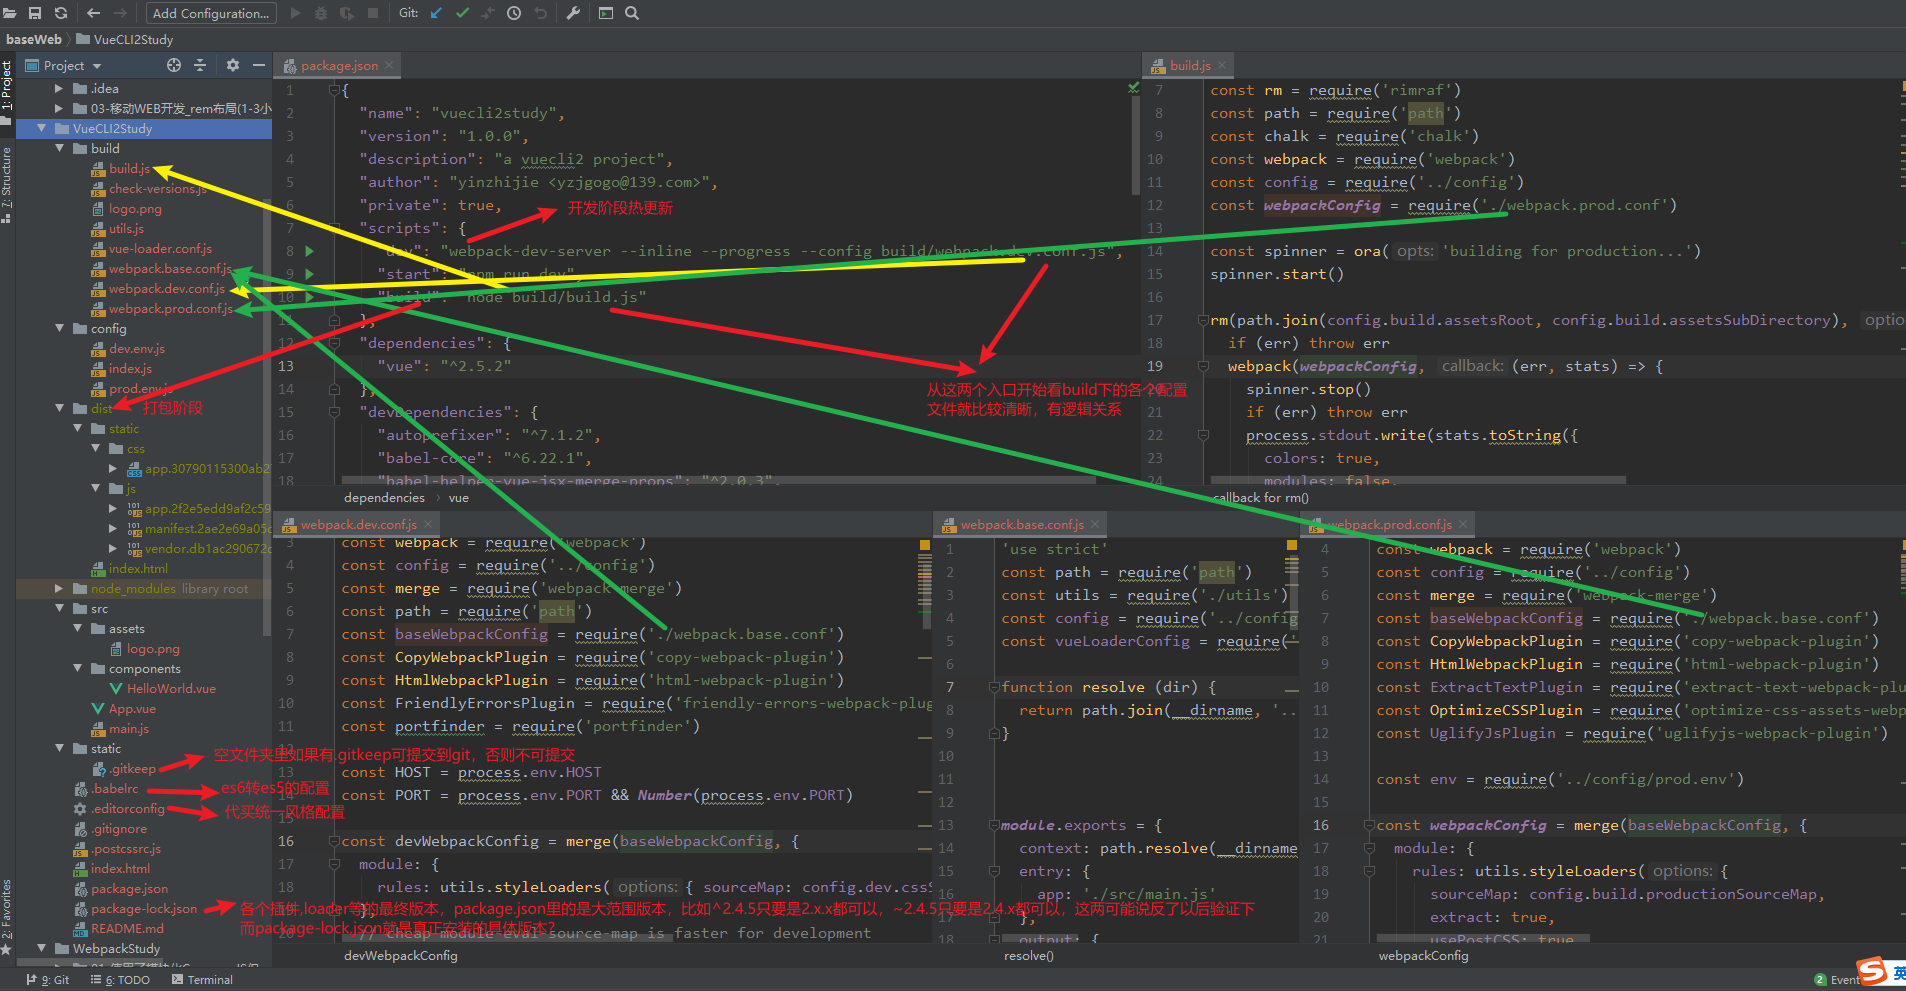 Add Configuration...
Git:
baseWeb
VueCLI2Study
1: Project
7: Structure
2: Favorites
Project
.idea
03-移动WEB开发_rem布局(1-3小
VueCLI2Study
build
build.js
check-versions.js
logo.png
utils.js
vue-loader.conf.js
webpack.base.conf.js
webpack.dev.conf.js
webpack.prod.conf.js
config
dev.env.js
index.js
prod.env.js
dist
打包阶段
static
css
app.30790115300ab2
js
app.2f2e5edd9af2c59
manifest.2ae2e69a05c
vendor.db1ac290672c
index.html
node_modules library root
src
assets
logo.png
components
HelloWorld.vue
App.vue
main.js
static
.gitkeep
空文件夹里如果有.gitkeep可提交到git，否则不可提交
.babelrc
es6转es5的配置
.editorconfig
代买统一风格配置
.gitignore
.postcssrc.js
index.html
package.json
package-lock.json
各个插件,loader等的最终版本，package.json里的是大范围版本，比如^2.4.5只要是2.x.x都可以，~2.4.5只要是2.4.x都可以，这两可能说反了以后验证下
而package-lock.json就是真正安装的具体版本?
README.md
WebpackStudy
package.json
1 {
2 "name": "vuecli2study",
3 "version": "1.0.0",
4 "description": "a vuecli2 project",
5 "author": "yinzhijie <yzjgogo@139.com>",
6 "private": true,
开发阶段热更新
7 "scripts": {
8 "dev": "webpack-dev-server --inline --progress --config build/webpack.dev.conf.js",
9 "start": "npm run dev",
10 "build": "node build/build.js"
11 },
12 "dependencies": {
13 "vue": "^2.5.2"
从这两个入口开始看build下的各个配置
文件就比较清晰，有逻辑关系
14 },
15 "devDependencies": {
16 "autoprefixer": "^7.1.2",
17 "babel-core": "^6.22.1",
18 "babel-helper-vue-jsx-merge-props": "^2.0.3",
dependencies
vue
build.js
7 const rm = require('rimraf')
8 const path = require('path')
9 const chalk = require('chalk')
10 const webpack = require('webpack')
11 const config = require('../config')
12 const webpackConfig = require('./webpack.prod.conf')
13
14 const spinner = ora( opts: 'building for production...')
15 spinner.start()
16
17 rm(path.join(config.build.assetsRoot, config.build.assetsSubDirectory), optio
18 if (err) throw err
19 webpack(webpackConfig, callback: (err, stats) => {
20 spinner.stop()
21 if (err) throw err
22 process.stdout.write(stats.toString({
23 colors: true,
24 modules: false,
callback for rm()
webpack.dev.conf.js
3 const webpack = require('webpack')
4 const config = require('../config')
5 const merge = require('webpack-merge')
6 const path = require('path')
7 const baseWebpackConfig = require('./webpack.base.conf')
8 const CopyWebpackPlugin = require('copy-webpack-plugin')
9 const HtmlWebpackPlugin = require('html-webpack-plugin')
10 const FriendlyErrorsPlugin = require('friendly-errors-webpack-plug
11 const portfinder = require('portfinder')
12
13 const HOST = process.env.HOST
14 const PORT = process.env.PORT && Number(process.env.PORT)
15
16 const devWebpackConfig = merge(baseWebpackConfig, {
17 module: {
18 rules: utils.styleLoaders( options: { sourceMap: config.dev.cssS
19 },
20 // cheap-module-eval-source-map is faster for development
devWebpackConfig
webpack.base.conf.js
1 'use strict'
2 const path = require('path')
3 const utils = require('./utils')
4 const config = require('../config
5 const vueLoaderConfig = require('
6
7 function resolve (dir) {
8 return path.join(__dirname, '..
9 }
10
11
12
13 module.exports = {
14 context: path.resolve(__dirname
15 entry: {
16 app: './src/main.js'
17 },
18 output: {
resolve()
webpack.prod.conf.js
4 const webpack = require('webpack')
5 const config = require('../config')
6 const merge = require('webpack-merge')
7 const baseWebpackConfig = require('./webpack.base.conf')
8 const CopyWebpackPlugin = require('copy-webpack-plugin')
9 const HtmlWebpackPlugin = require('html-webpack-plugin')
10 const ExtractTextPlugin = require('extract-text-webpack-plu
11 const OptimizeCSSPlugin = require('optimize-css-assets-webp
12 const UglifyJsPlugin = require('uglifyjs-webpack-plugin')
13
14 const env = require('../config/prod.env')
15
16 const webpackConfig = merge(baseWebpackConfig, {
17 module: {
18 rules: utils.styleLoaders( options: {
19 sourceMap: config.build.productionSourceMap,
20 extract: true,
21 usePostCSS: true
webpackConfig
9: Git
6: TODO
Terminal
2 Event
S 英